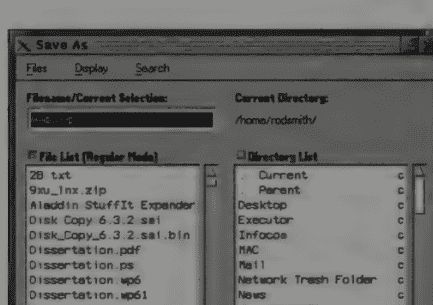 Save As
Files Display Search
Filename/Current Selection:
Current Directory:
/home/rodsmith/
File List (Regular Mode)
2B txt
9xu_lnx.zip
Aladdin StuffIt Expander
Disk Copy 6.3.2 sei
Disk_Copy_6.3.2.sei.bin
Dissertation.pdf
Dissertation.ps
Dissertation.wp6
Dissertation.wp61
Directory List
. Current c
.. Parent c
Desktop c
Executor c
Infocom c
MAC c
Mail c
Network Trash Folder c
News c